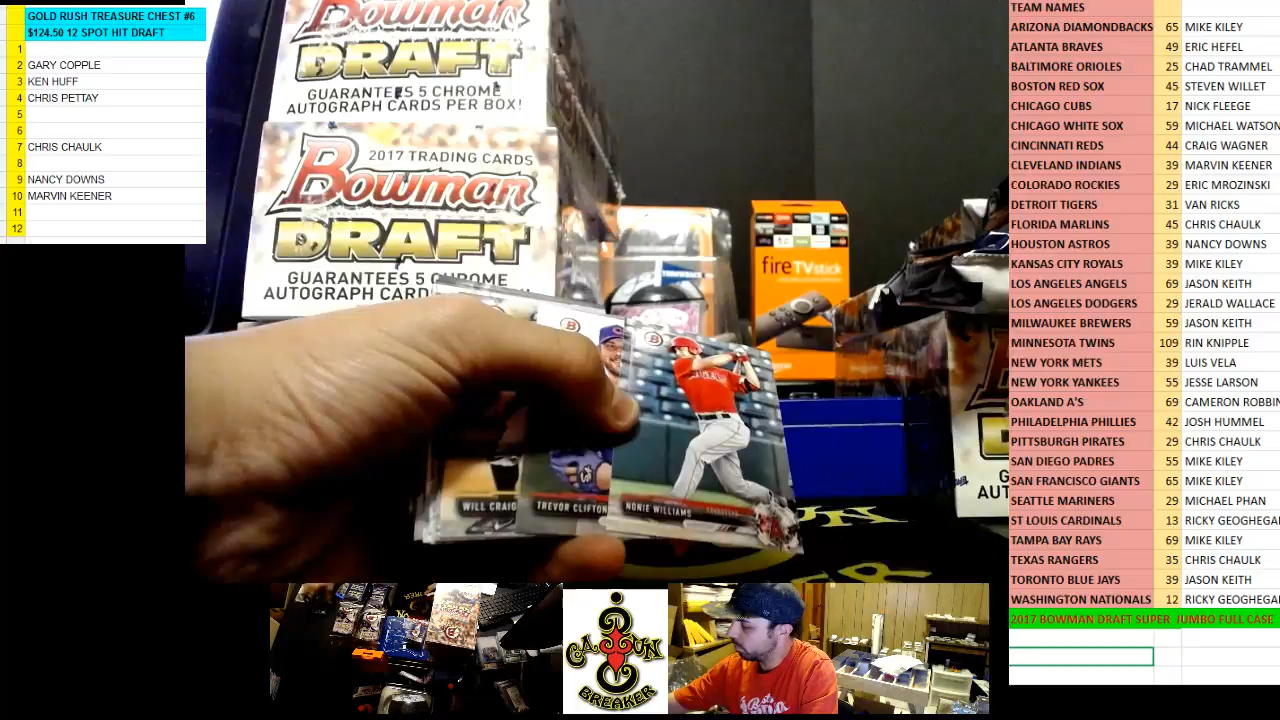 GOLD RUSH TREASURE CHEST #6
$124.50 12 SPOT HIT DRAFT
1
2 GARY COPPLE
3 KEN HUFF
4 CHRIS PETTAY
5
6
7 CHRIS CHAULK
8
9 NANCY DOWNS
10 MARVIN KEENER
11
12
Bowman
DRAFT
GUARANTEES 5 CHROME
AUTOGRAPH CARDS PER BOX!
2017 TRADING CARDS
Bowman
DRAFT
GUARANTEES 5 CHROME
AUTOGRAPH CARD
THROWBACK
fireTVstick
B
B
WILL CRAIG
TREVOR CLIFTON
NONIE WILLIAMS
G
AUT
CAJUN
BREAKER
TEAM NAMES
ARIZONA DIAMONDBACKS 65 MIKE KILEY
ATLANTA BRAVES 49 ERIC HEFEL
BALTIMORE ORIOLES 25 CHAD TRAMMEL
BOSTON RED SOX 45 STEVEN WILLET
CHICAGO CUBS 17 NICK FLEEGE
CHICAGO WHITE SOX 59 MICHAEL WATSON
CINCINNATI REDS 44 CRAIG WAGNER
CLEVELAND INDIANS 39 MARVIN KEENER
COLORADO ROCKIES 29 ERIC MROZINSKI
DETROIT TIGERS 31 VAN RICKS
FLORIDA MARLINS 45 CHRIS CHAULK
HOUSTON ASTROS 39 NANCY DOWNS
KANSAS CITY ROYALS 39 MIKE KILEY
LOS ANGELES ANGELS 69 JASON KEITH
LOS ANGELES DODGERS 29 JERALD WALLACE
MILWAUKEE BREWERS 59 JASON KEITH
MINNESOTA TWINS 109 RIN KNIPPLE
NEW YORK METS 39 LUIS VELA
NEW YORK YANKEES 55 JESSE LARSON
OAKLAND A'S 69 CAMERON ROBBIN
PHILADELPHIA PHILLIES 42 JOSH HUMMEL
PITTSBURGH PIRATES 29 CHRIS CHAULK
SAN DIEGO PADRES 55 MIKE KILEY
SAN FRANCISCO GIANTS 65 MIKE KILEY
SEATTLE MARINERS 29 MICHAEL PHAN
ST LOUIS CARDINALS 13 RICKY GEOGHEGA
TAMPA BAY RAYS 69 MIKE KILEY
TEXAS RANGERS 35 CHRIS CHAULK
TORONTO BLUE JAYS 39 JASON KEITH
WASHINGTON NATIONALS 12 RICKY GEOGHEGA
2017 BOWMAN DRAFT SUPER JUMBO FULL CASE